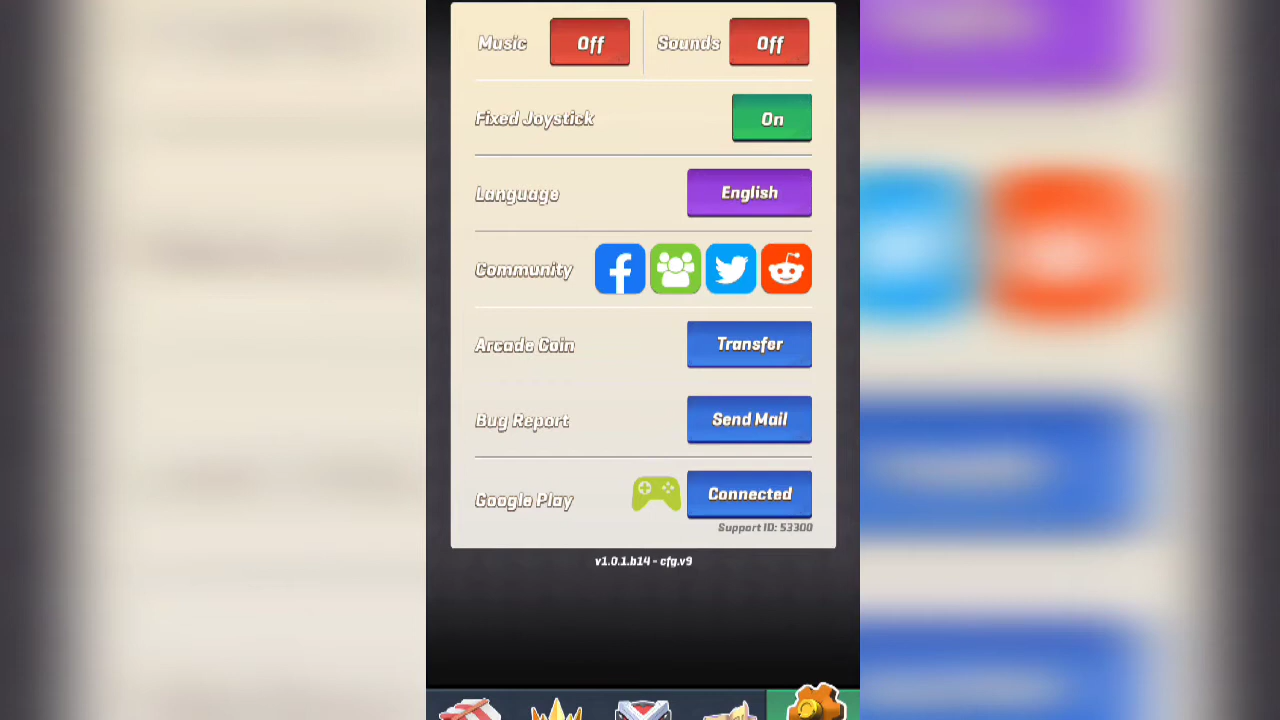 Music Off Sounds Off
Fixed Joystick On
Language English
Community
Arcade Coin Transfer
Bug Report Send Mail
Google Play Connected
Support ID: 53300
v1.0.1.b14 - cfg.v9